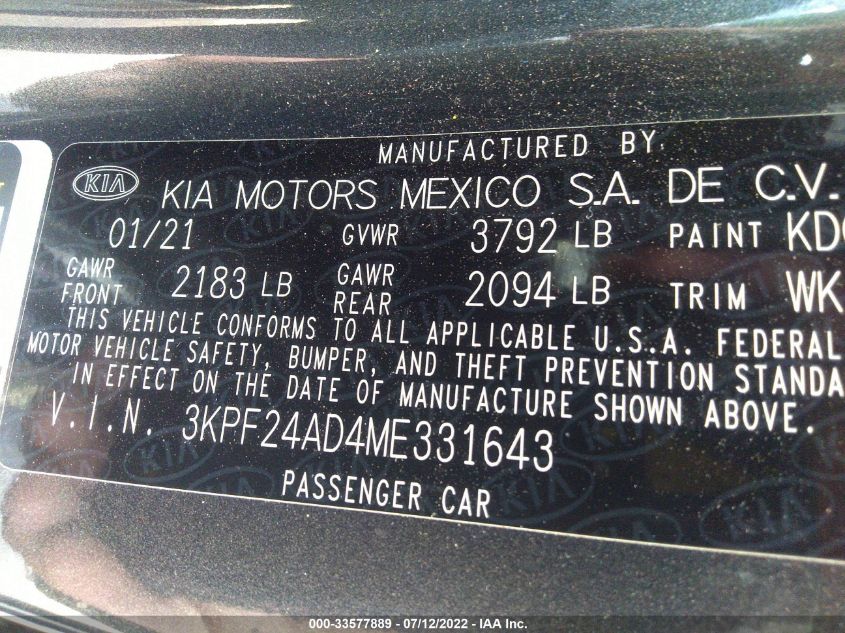 MANUFACTURED BY
KIA KIA MOTORS MEXICO S.A. DE C.V.
01/21 GVWR 3792 LB PAINT
GAWR FRONT 2183 LB GAWR REAR 2094 LB TRIM WK
THIS VEHICLE CONFORMS TO ALL APPLICABLE U.S.A. FEDERAL
MOTOR VEHICLE SAFETY, BUMPER, AND THEFT PREVENTION STANDA
IN EFFECT ON THE DATE OF MANUFACTURE SHOWN ABOVE.
V.I.N. 3KPF24AD4ME331643
PASSENGER CAR
000-33577889 - 07/12/2022 - IAA Inc.